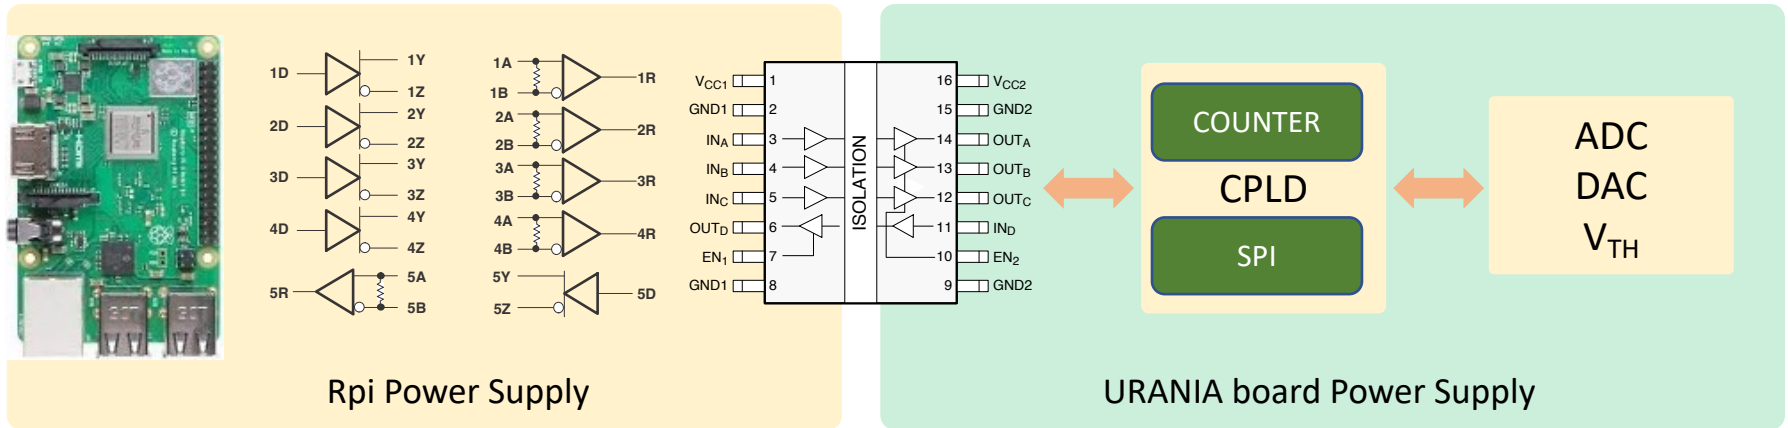 1D
1Y
1Z
2D
2Y
2Z
3D
3Y
3Z
4D
4Y
4Z
5R
5A
5B
1A
1B
1R
2A
2B
2R
3A
3B
3R
4A
4B
4R
5Y
5Z
5D
VCC1 1
GND1 2
INA 3
INB 4
INC 5
OUTD 6
EN1 7
GND1 8
ISOLATION
16 VCC2
15 GND2
14 OUTA
13 OUTB
12 OUTC
11 IND
10 EN2
9 GND2
COUNTER
CPLD
SPI
ADC
DAC
VTH
Rpi Power Supply
URANIA board Power Supply